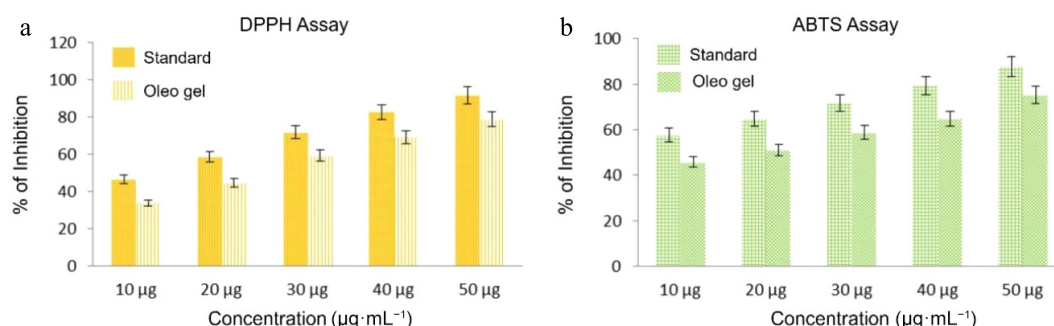 a
DPPH Assay
120
100
80
60
40
20
0
% of Inhibition
Standard
Oleo gel
10 µg
20 µg
30 µg
40 µg
50 µg
Concentration (µg·mL⁻¹)
b
ABTS Assay
100
80
60
40
20
0
% of Inhibition
Standard
Oleo gel
10 µg
20 µg
30 µg
40 µg
50 µg
Concentration (µg·mL⁻¹)